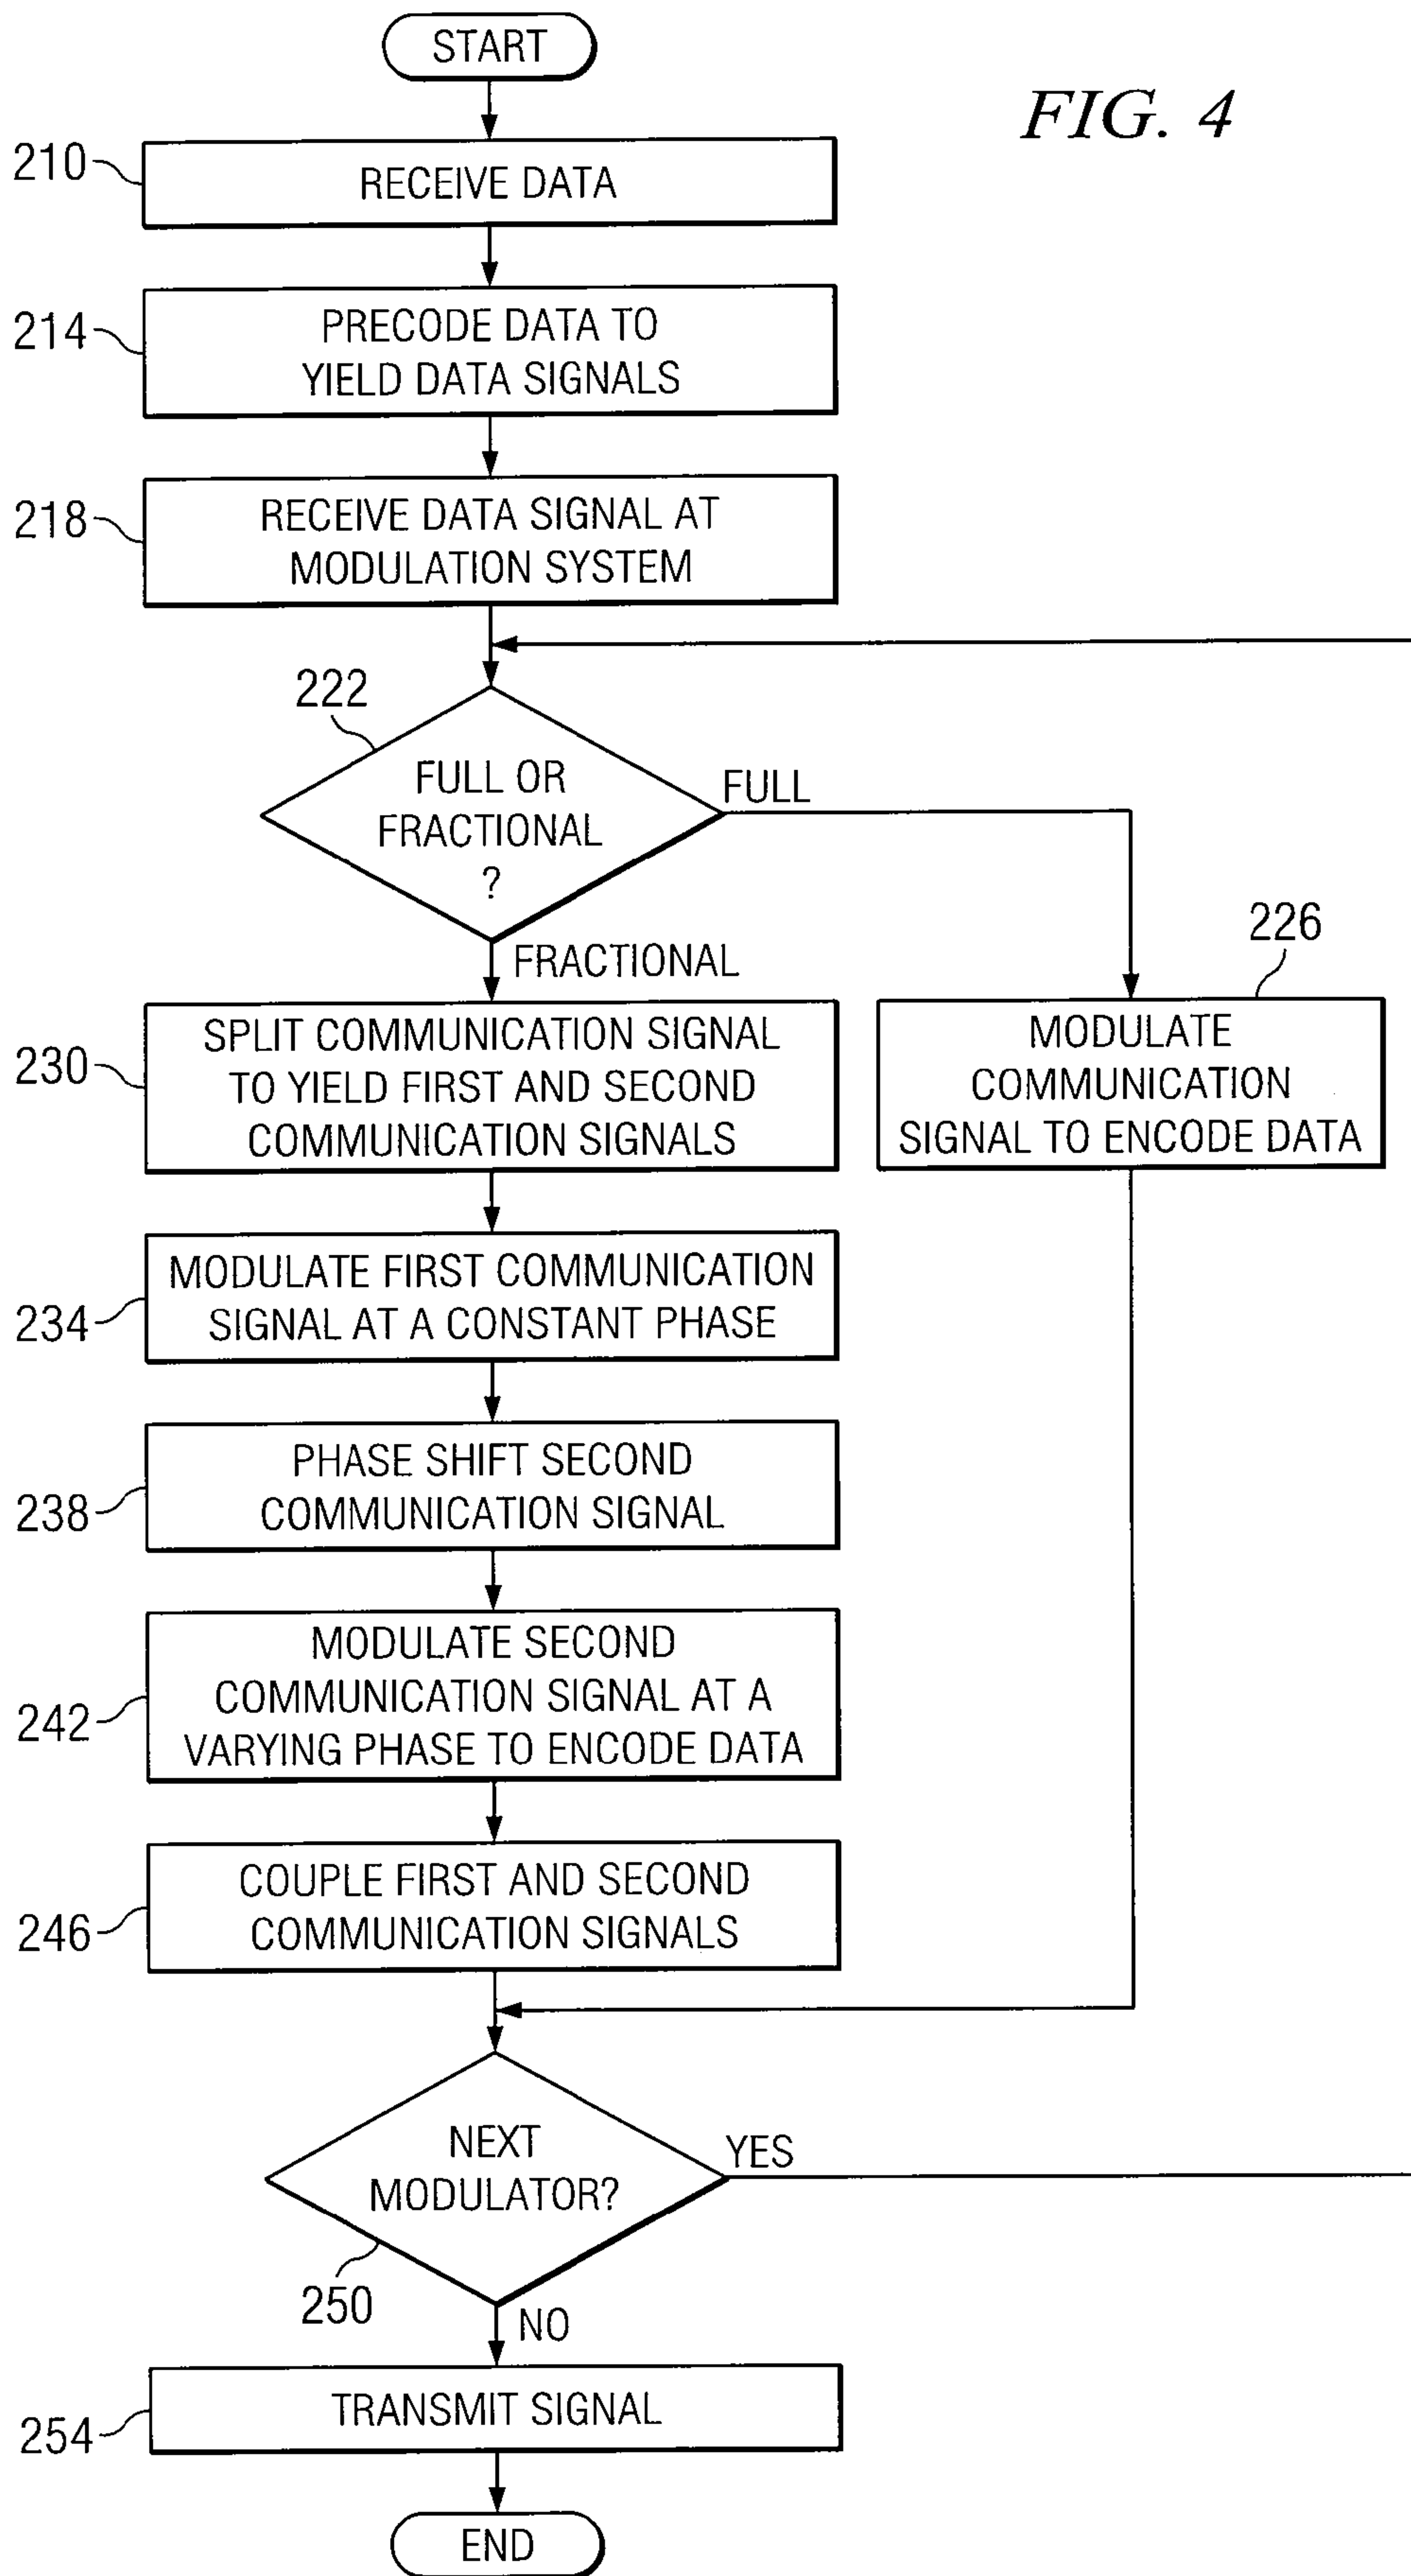 START
FIG. 4
210
RECEIVE DATA
214
PRECODE DATA TO
YIELD DATA SIGNALS
218
RECEIVE DATA SIGNAL AT
MODULATION SYSTEM
222
FULL OR
FRACTIONAL
?
FULL
FRACTIONAL
226
MODULATE
COMMUNICATION
SIGNAL TO ENCODE DATA
230
SPLIT COMMUNICATION SIGNAL
TO YIELD FIRST AND SECOND
COMMUNICATION SIGNALS
234
MODULATE FIRST COMMUNICATION
SIGNAL AT A CONSTANT PHASE
238
PHASE SHIFT SECOND
COMMUNICATION SIGNAL
242
MODULATE SECOND
COMMUNICATION SIGNAL AT A
VARYING PHASE TO ENCODE DATA
246
COUPLE FIRST AND SECOND
COMMUNICATION SIGNALS
NEXT
MODULATOR?
YES
250
NO
254
TRANSMIT SIGNAL
END